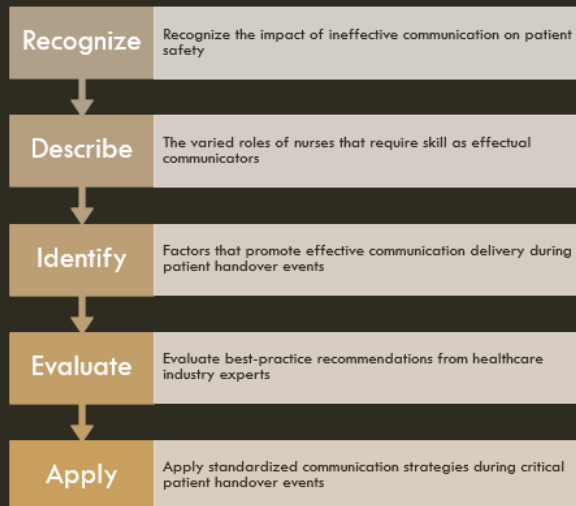 Recognize
Recognize the impact of ineffective communication on patient
safety
Describe
The varied roles of nurses that require skill as effectual
communicators
Identify
Factors that promote effective communication delivery during
patient handover events
Evaluate
Evaluate best-practice recommendations from healthcare
industry experts
Apply
Apply standardized communication strategies during critical
patient handover events